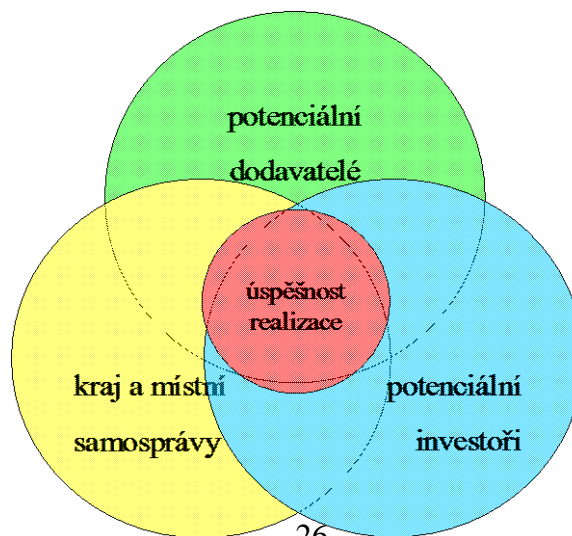 potenciální
dodavatelé
úspěšnost
realizace
kraj a místní
samosprávy
potenciální
investoři
26